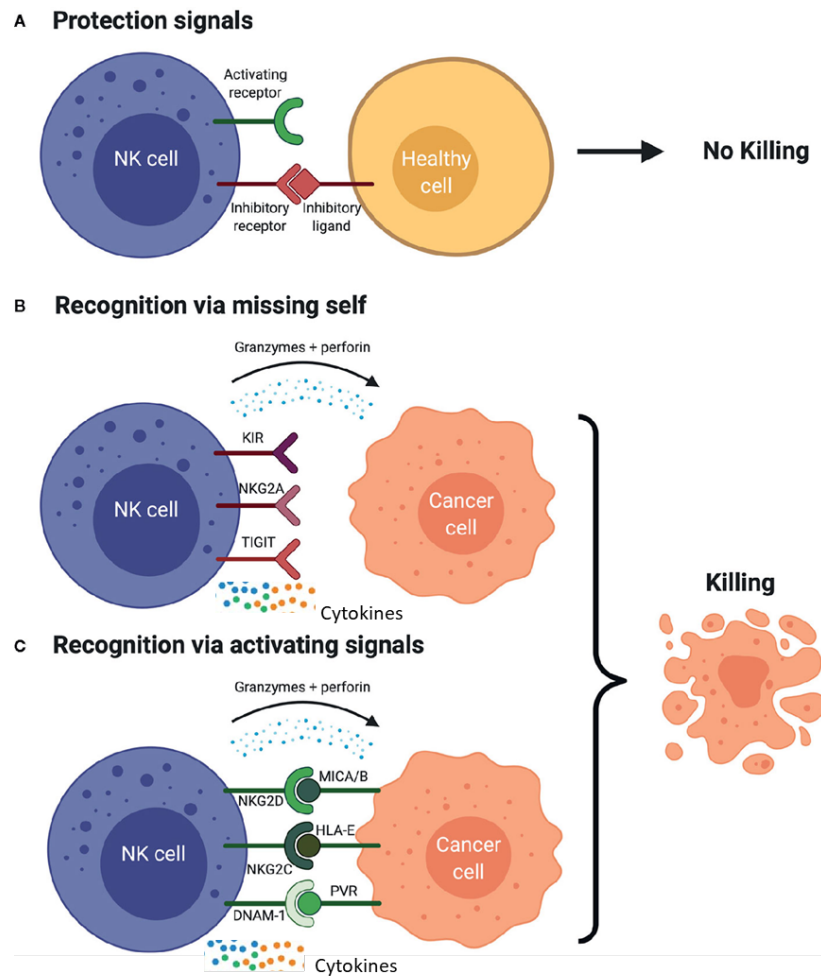 A Protection signals
Activating
receptor
NK cell
Healthy
cell
No Killing
Inhibitory
receptor
Inhibitory
ligand
B Recognition via missing self
Granzymes + perforin
KIR
NK cell
NKG2A
Cancer
cell
TIGIT
Cytokines
Killing
C Recognition via activating signals
Granzymes + perforin
MICA/B
NKG2D
HLA-E
NK cell
Cancer
cell
NKG2C
PVR
DNAM-1
Cytokines